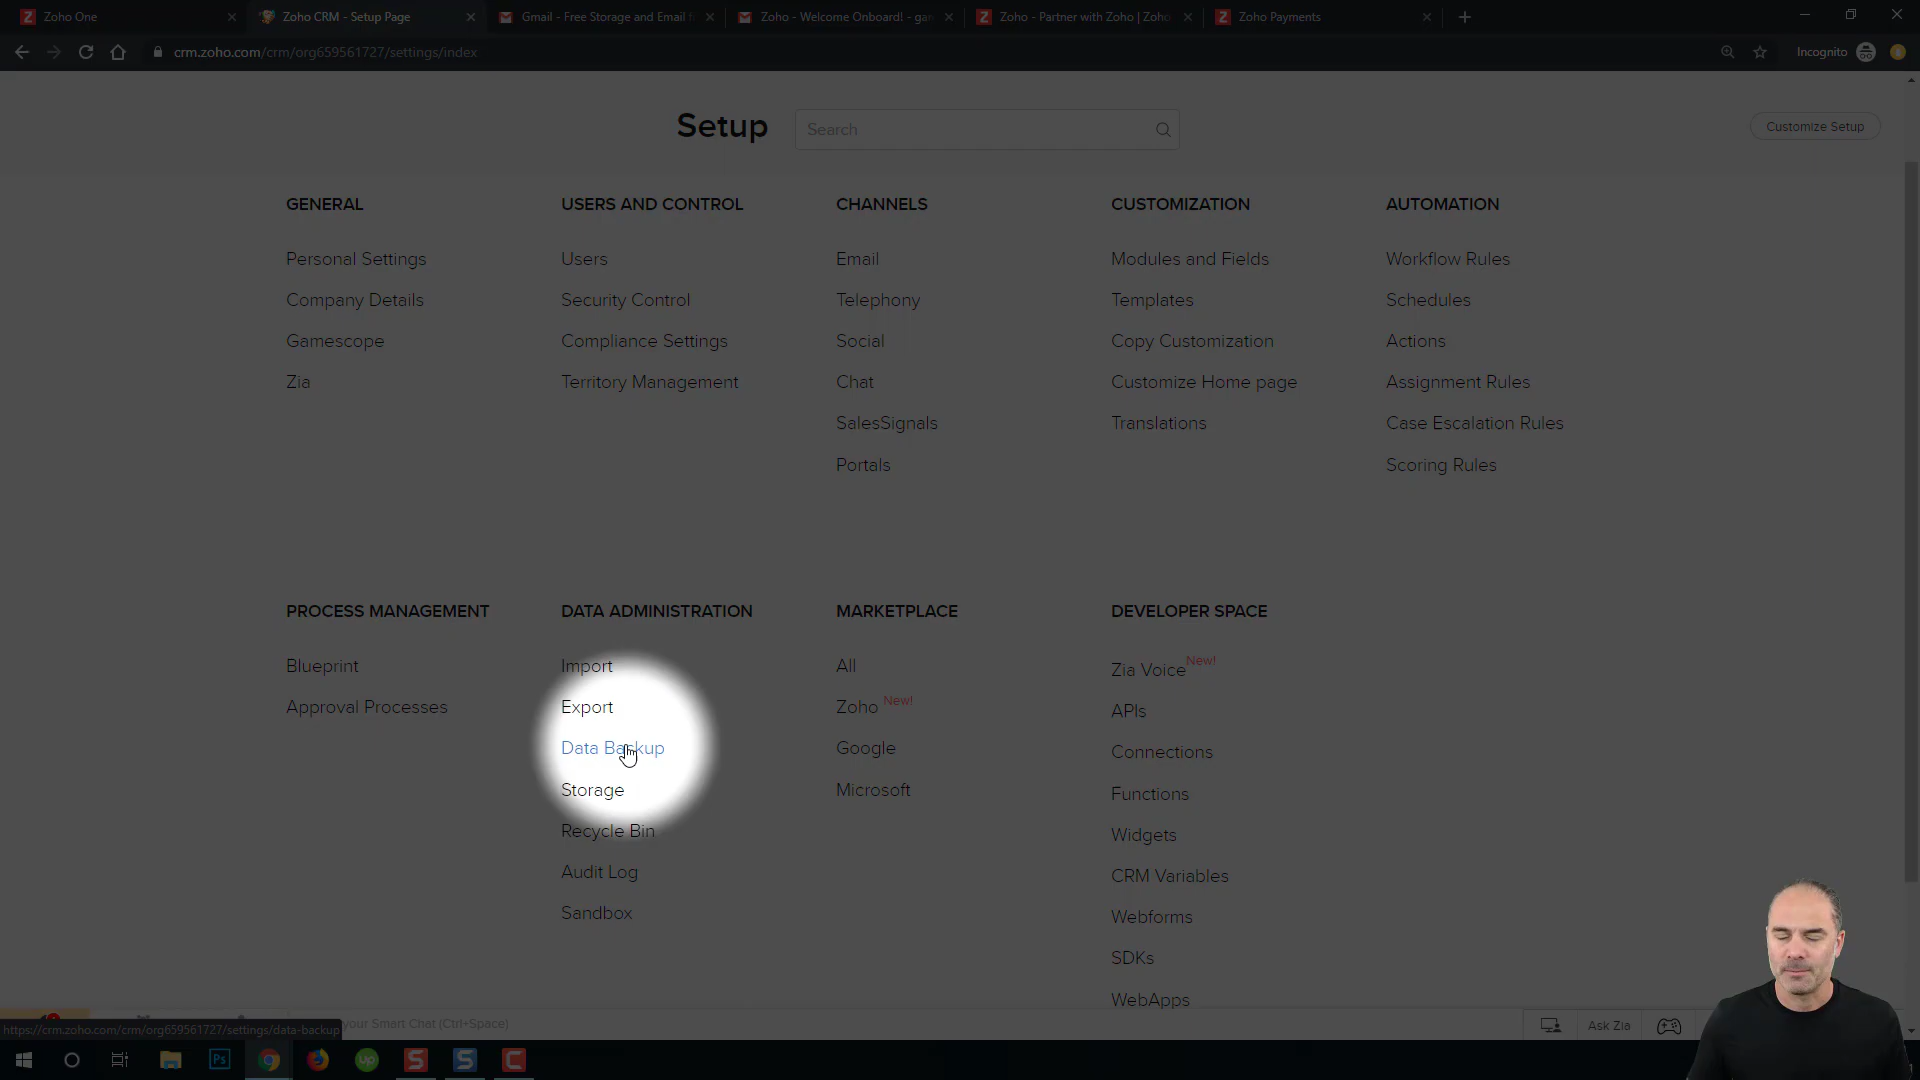 Zoho One
Zoho CRM - Setup Page
Gmail - Free Storage and Email f
Zoho - Welcome Onboard! - gan
Zoho - Partner with Zoho | Zoho
Zoho Payments
crm.zoho.com/crm/org659561727/settings/index
Incognito
Setup
Search
Customize Setup
GENERAL
Personal Settings
Company Details
Gamescope
Zia
USERS AND CONTROL
Users
Security Control
Compliance Settings
Territory Management
CHANNELS
Email
Telephony
Social
Chat
SalesSignals
Portals
CUSTOMIZATION
Modules and Fields
Templates
Copy Customization
Customize Home page
Translations
AUTOMATION
Workflow Rules
Schedules
Actions
Assignment Rules
Case Escalation Rules
Scoring Rules
PROCESS MANAGEMENT
Blueprint
Approval Processes
DATA ADMINISTRATION
Import
Export
Data Backup
Storage
Recycle Bin
Audit Log
Sandbox
MARKETPLACE
All
Zoho New!
Google
Microsoft
DEVELOPER SPACE
Zia Voice New!
APIs
Connections
Functions
Widgets
CRM Variables
Webforms
SDKs
WebApps
https://crm.zoho.com/crm/org659561727/settings/data-backup
your Smart Chat (Ctrl+Space)
Ask Zia
Ps
up
S
S
C